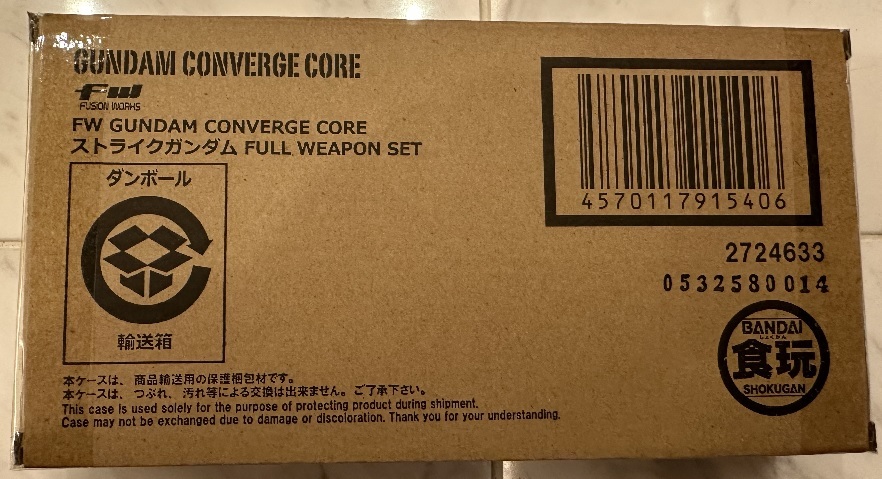 GUNDAM CONVERGE CORE
FW
FUSION WORKS
FW GUNDAM CONVERGE CORE
ストライクガンダム FULL WEAPON SET
ダンボール
輸送箱
4570117915406
2724633
0532580014
BANDAI
しょくがん
食玩
SHOKUGAN
本ケースは、商品輸送用の保護梱包材です。
本ケースは、つぶれ、汚れ等による交換は出来ません。ご了承下さい。
This case is used solely for the purpose of protecting product during shipment.
Case may not be exchanged due to damage or discoloration. Thank you for your understanding.